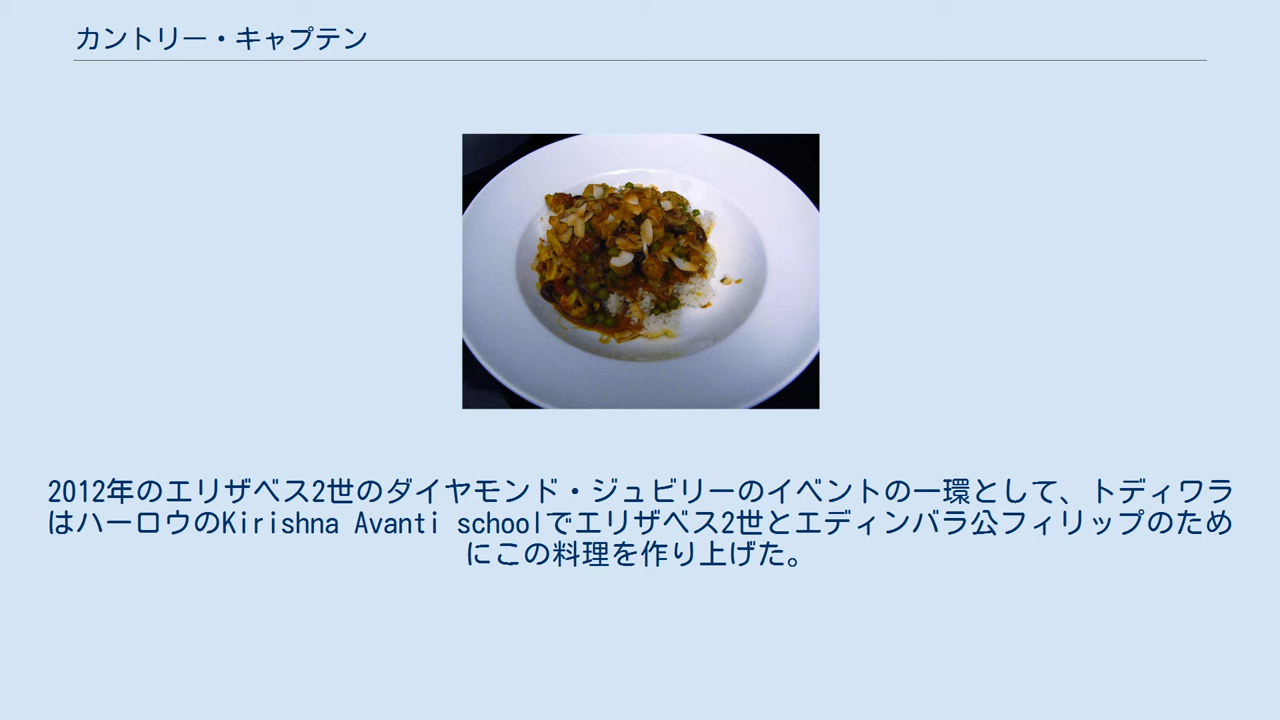 カントリー・キャプテン
2012年のエリザベス2世のダイヤモンド・ジュビリーのイベントの一環として、トディワラ
はハーロウのKirishna Avanti schoolでエリザベス2世とエディンバラ公フィリップのため
にこの料理を作り上げた。